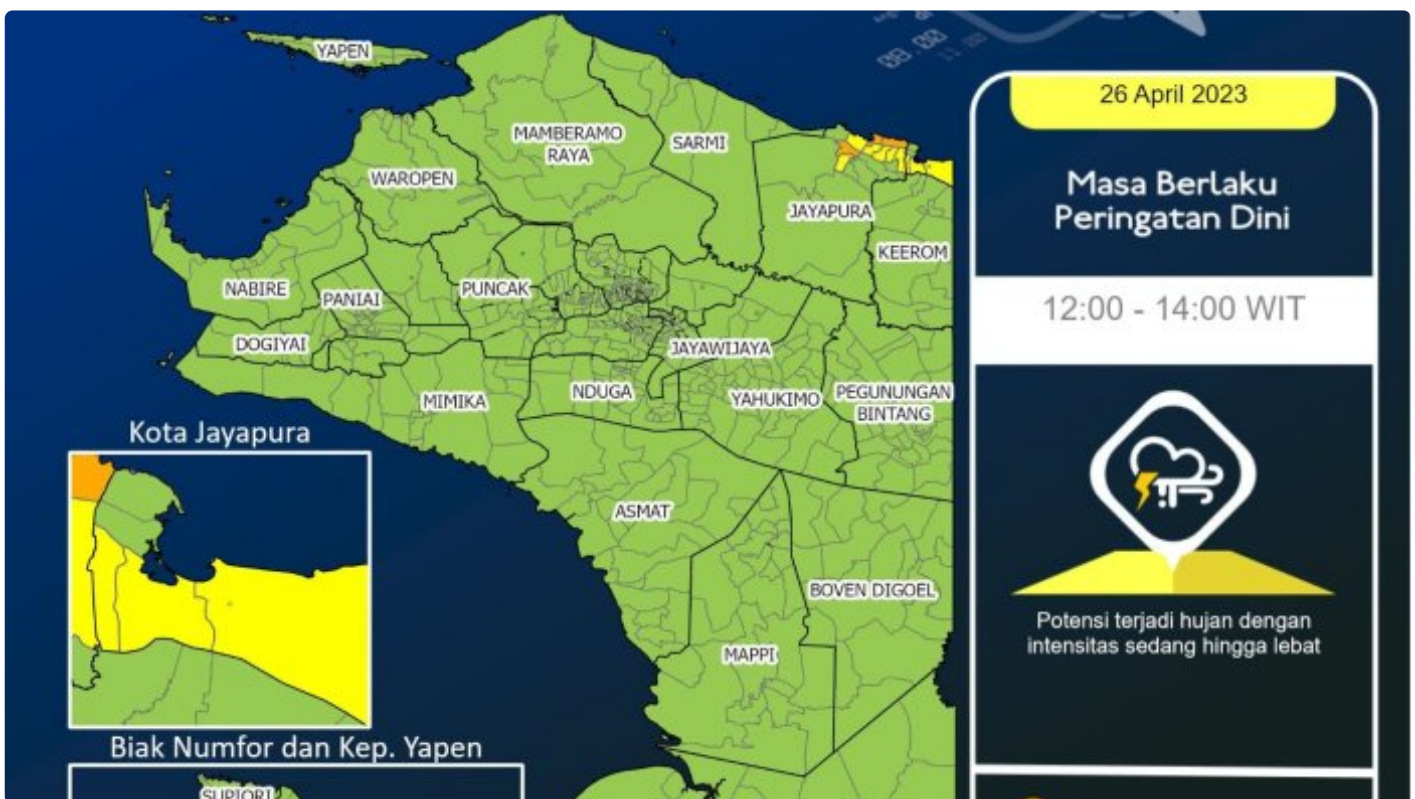 YAPEN
MAMBERAMO
RAYA
SARMI
WAROPEN
JAYAPURA
KEEROM
NABIRE
PANIAI
PUNCAK
DOGIYAI
JAYAWIJAYA
MIMIKA
NDUGA
YAHUKIMO
PEGUNUNGAN
BINTANG
Kota Jayapura
ASMAT
BOVEN DIGOEL
MAPPI
Biak Numfor dan Kep. Yapen
SUPIORI
26 April 2023
Masa Berlaku
Peringatan Dini
12:00 - 14:00 WIT
Potensi terjadi hujan dengan
intensitas sedang hingga lebat